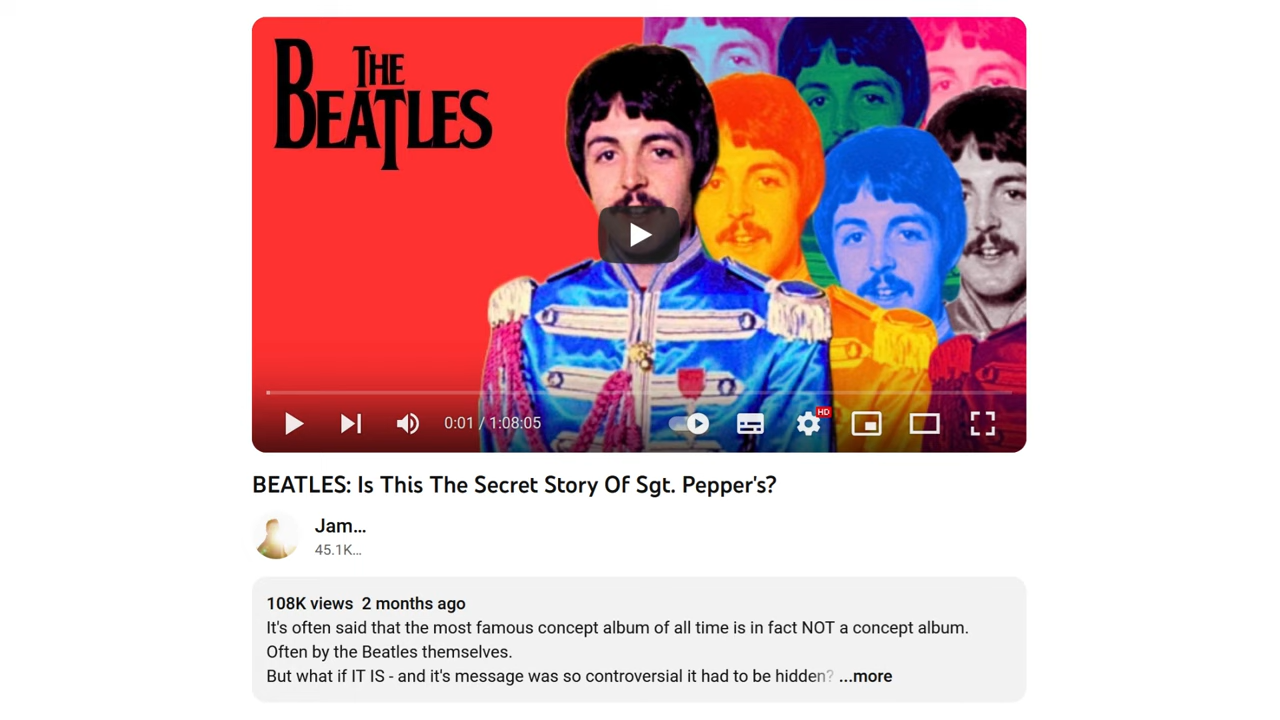 THE
BEATLES
0:01 / 1:08:05
HD
BEATLES: Is This The Secret Story Of Sgt. Pepper's?
Jam...
45.1K...
108K views 2 months ago
It's often said that the most famous concept album of all time is in fact NOT a concept album.
Often by the Beatles themselves.
But what if IT IS - and it's message was so controversial it had to be hidden? ...more